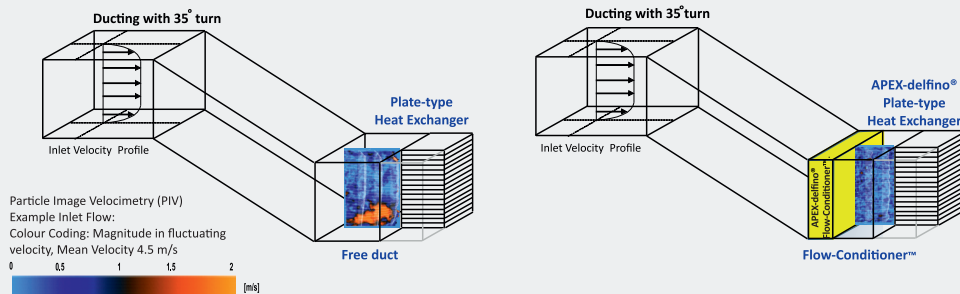 Ducting with 35° turn
Inlet Velocity Profile
Plate-type
Heat Exchanger
Free duct
Particle Image Velocimetry (PIV)
Example Inlet Flow:
Colour Coding: Magnitude in fluctuating
velocity, Mean Velocity 4.5 m/s
0 0.5 1 1.5 2
[m/s]
Ducting with 35° turn
Inlet Velocity Profile
APEX-delfino®
Plate-type
Heat Exchanger
APEX-delfino®
Flow-Conditioner™
Flow-Conditioner™